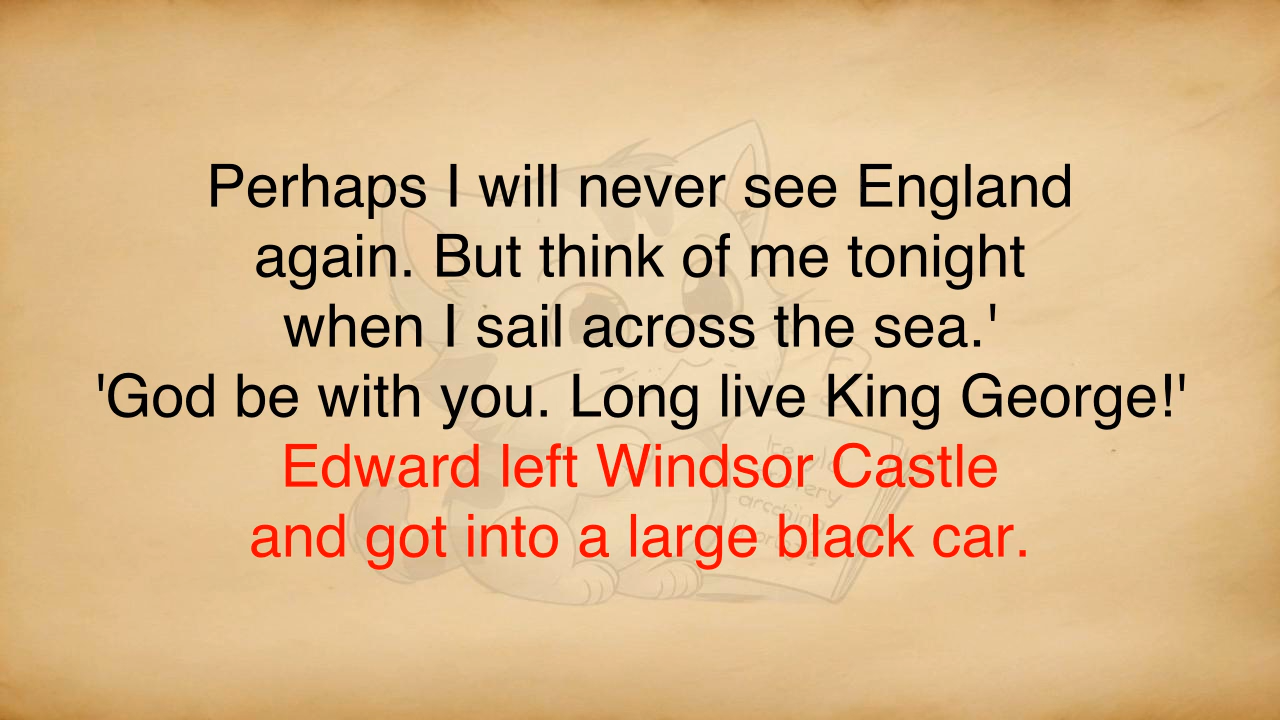 Perhaps I will never see England
again. But think of me tonight
when I sail across the sea.'
'God be with you. Long live King George!'
Edward left Windsor Castle
and got into a large black car.